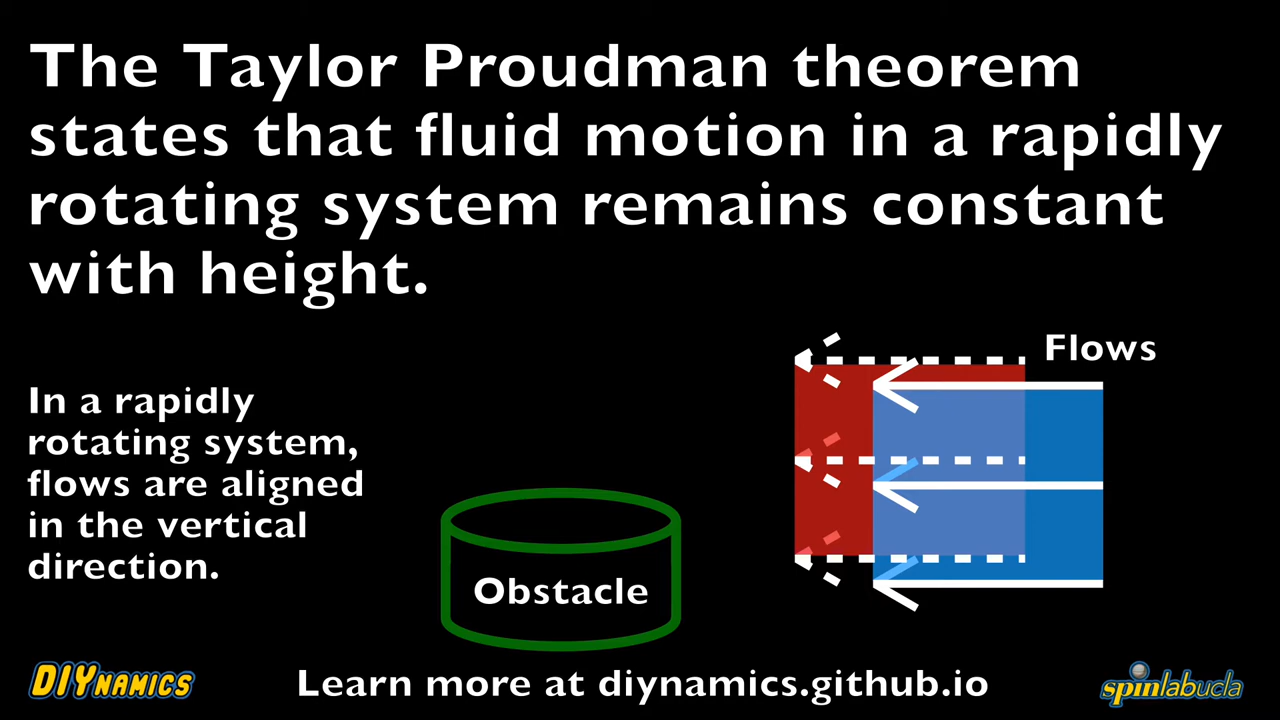 The Taylor Proudman theorem
states that fluid motion in a rapidly
rotating system remains constant
with height.
Flows
In a rapidly
rotating system,
flows are aligned
in the vertical
direction.
Obstacle
DIYNAMICS
Learn more at diynamics.github.io
spinlabucla